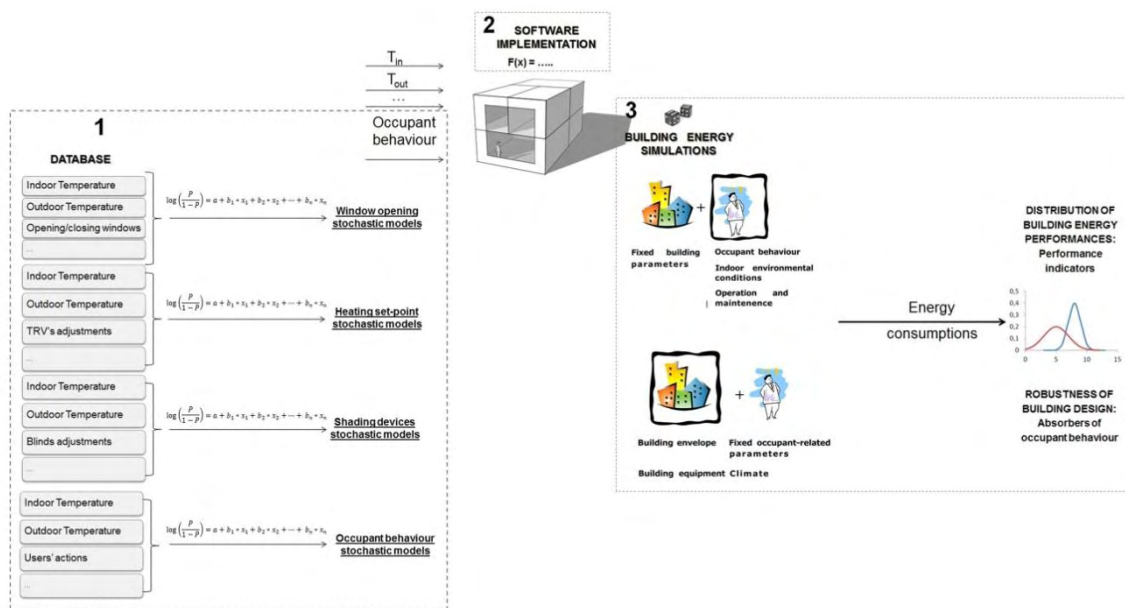 1
DATABASE
Indoor Temperature
Outdoor Temperature
Opening/closing windows
...
log(P/(1−P)) = a + b₁ * x₁ + b₂ * x₂ + ⋯ + bₙ * xₙ
Window opening
stochastic models
Indoor Temperature
Outdoor Temperature
TRV's adjustments
...
log(P/(1−P)) = a + b₁ * x₁ + b₂ * x₂ + ⋯ + bₙ * xₙ
Heating set-point
stochastic models
Indoor Temperature
Outdoor Temperature
Blinds adjustments
...
log(P/(1−P)) = a + b₁ * x₁ + b₂ * x₂ + ⋯ + bₙ * xₙ
Shading devices
stochastic models
Indoor Temperature
Outdoor Temperature
Users' actions
...
log(P/(1−P)) = a + b₁ * x₁ + b₂ * x₂ + ⋯ + bₙ * xₙ
Occupant behaviour
stochastic models
T in
T out
...
Occupant
behaviour
2
SOFTWARE
IMPLEMENTATION
F(x) = .....
3
BUILDING ENERGY
SIMULATIONS
+
Fixed building
parameters
Occupant behaviour
Indoor environmental
conditions
Operation and
maintenence
+
Building envelope
Fixed occupant-related
parameters
Building equipment Climate
Energy
consumptions
DISTRIBUTION OF
BUILDING ENERGY
PERFORMANCES:
Performance
indicators
0,5
0,4
0,3
0,2
0,1
0
0 5 10 15
ROBUSTNESS OF
BUILDING DESIGN:
Absorbers of
occupant behaviour